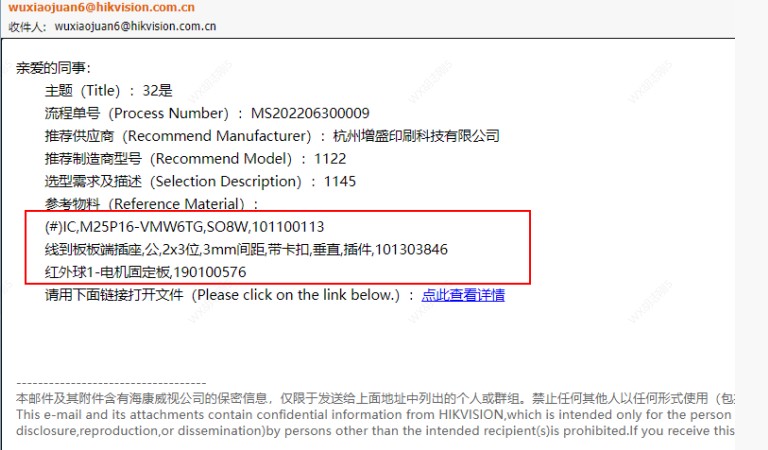 wuxiaojuan6@hikvision.com.cn
收件人: wuxiaojuan6@hikvision.com.cn
亲爱的同事:
主题（Title）: 32是
流程单号（Process Number）: MS202206300009
推荐供应商（Recommend Manufacturer）: 杭州增盛印刷科技有限公司
推荐制造商型号（Recommend Model）: 1122
选型需求及描述（Selection Description）: 1145
参考物料（Reference Material）:
(#)IC,M25P16-VMW6TG,SO8W,101100113
线到板板端插座,公,2x3位,3mm间距,带卡扣,垂直,插件,101303846
红外球1-电机固定板,190100576
请用下面链接打开文件（Please click on the link below.）: 点此查看详情
----------------------------------
本邮件及其附件含有海康威视公司的保密信息，仅限于发送给上面地址中列出的个人或群组。禁止任何其他人以任何形式使用（包
This e-mail and its attachments contain confidential information from HIKVISION,which is intended only for the person
disclosure,reproduction,or dissemination)by persons other than the intended recipient(s)is prohibited.If you receive this